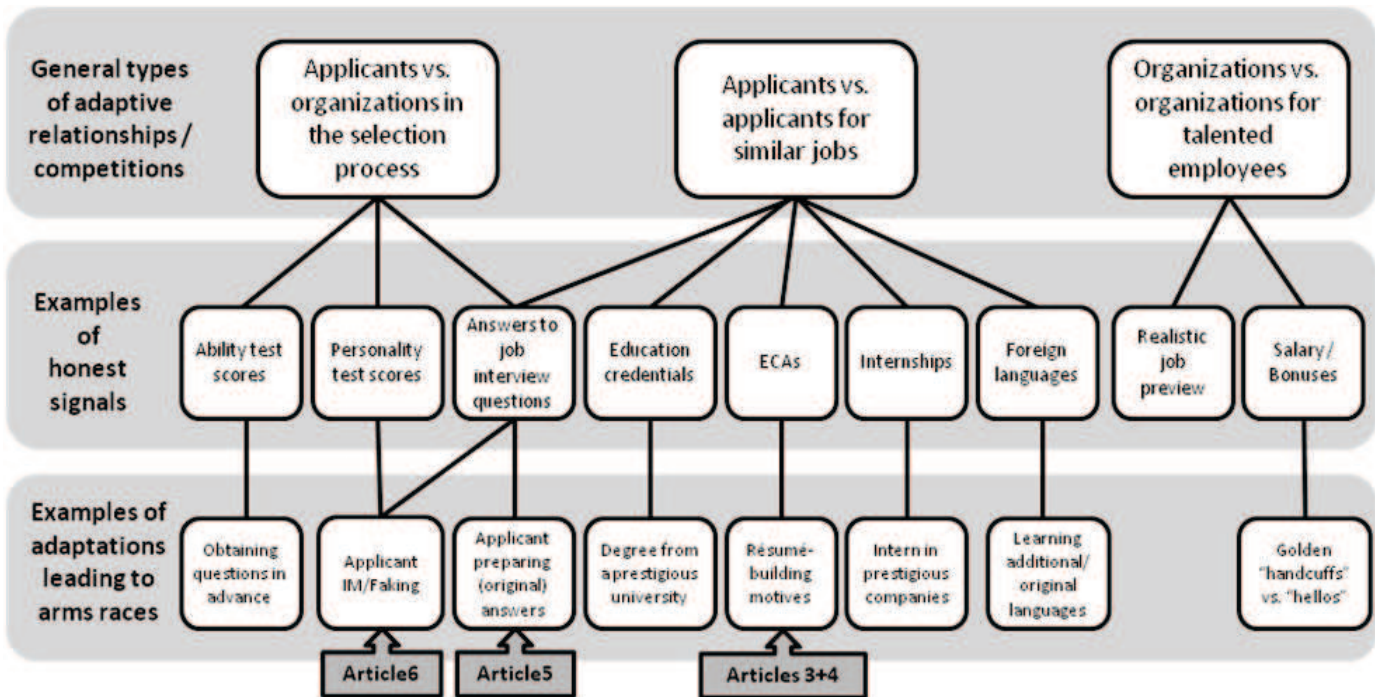 General types
of adaptive
relationships /
competitions
Applicants vs.
organizations in
the selection
process
Applicants vs.
applicants for
similar jobs
Organizations vs.
organizations for
talented
employees
Examples
of
honest
signals
Ability test
scores
Personality
test scores
Answers to
job
interview
questions
Education
credentials
ECAs
Internships
Foreign
languages
Realistic
job
preview
Salary/
Bonuses
Examples of
adaptations
leading to
arms races
Obtaining
questions in
advance
Applicant
IM/Faking
Applicant
preparing
(original)
answers
Degree from
a prestigious
university
Résumé-
building
motives
Intern in
prestigious
companies
Learning
additional/
original
languages
Golden
"handcuffs"
vs. "hellos"
Article6
Article5
Articles 3+4